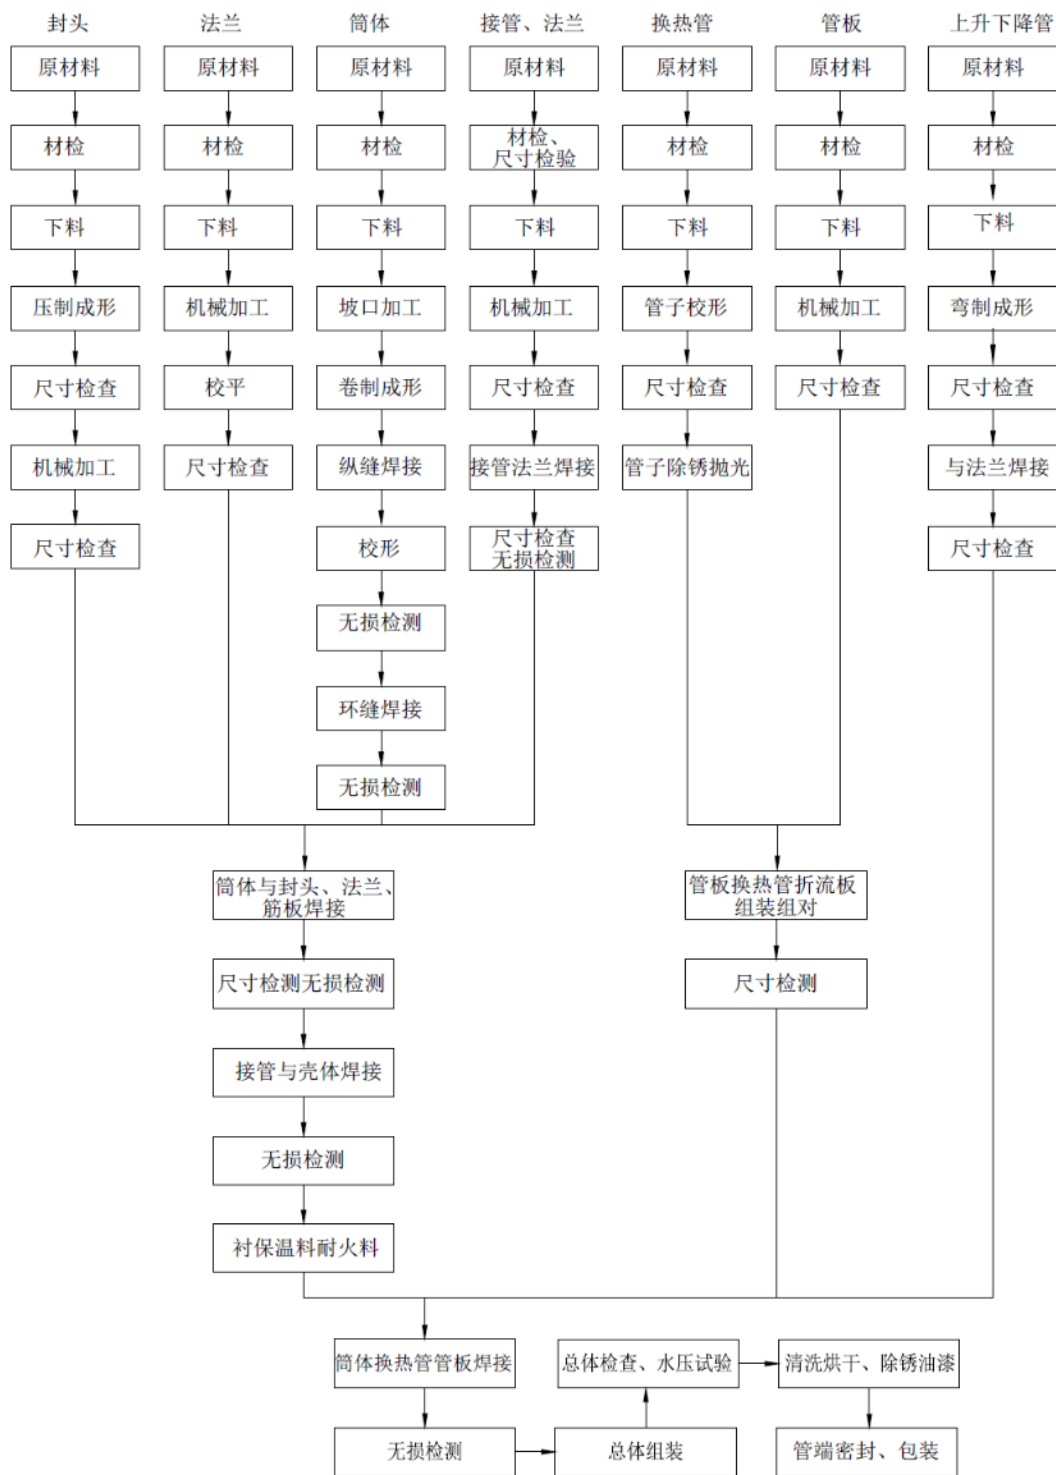 封头 法兰 筒体 接管、法兰 换热管 管板 上升下降管
原材料 原材料 原材料 原材料 原材料 原材料 原材料
材检 材检 材检 材检、 材检 材检 材检
尺寸检验
下料 下料 下料 下料 下料 下料 下料
压制成形 机械加工 坡口加工 机械加工 管子校形 机械加工 弯制成形
尺寸检查 校平 卷制成形 尺寸检查 尺寸检查 尺寸检查 尺寸检查
机械加工 尺寸检查 纵缝焊接 接管法兰焊接 管子除锈抛光 与法兰焊接
尺寸检查 校形 尺寸检查 尺寸检查
无损检测
无损检测
环缝焊接
无损检测
筒体与封头、法兰、
筋板焊接
管板换热管折流板
组装组对
尺寸检测无损检测 尺寸检测
接管与壳体焊接
无损检测
衬保温料耐火料
筒体换热管管板焊接 总体检查、水压试验 清洗烘干、除锈油漆
无损检测 总体组装 管端密封、包装